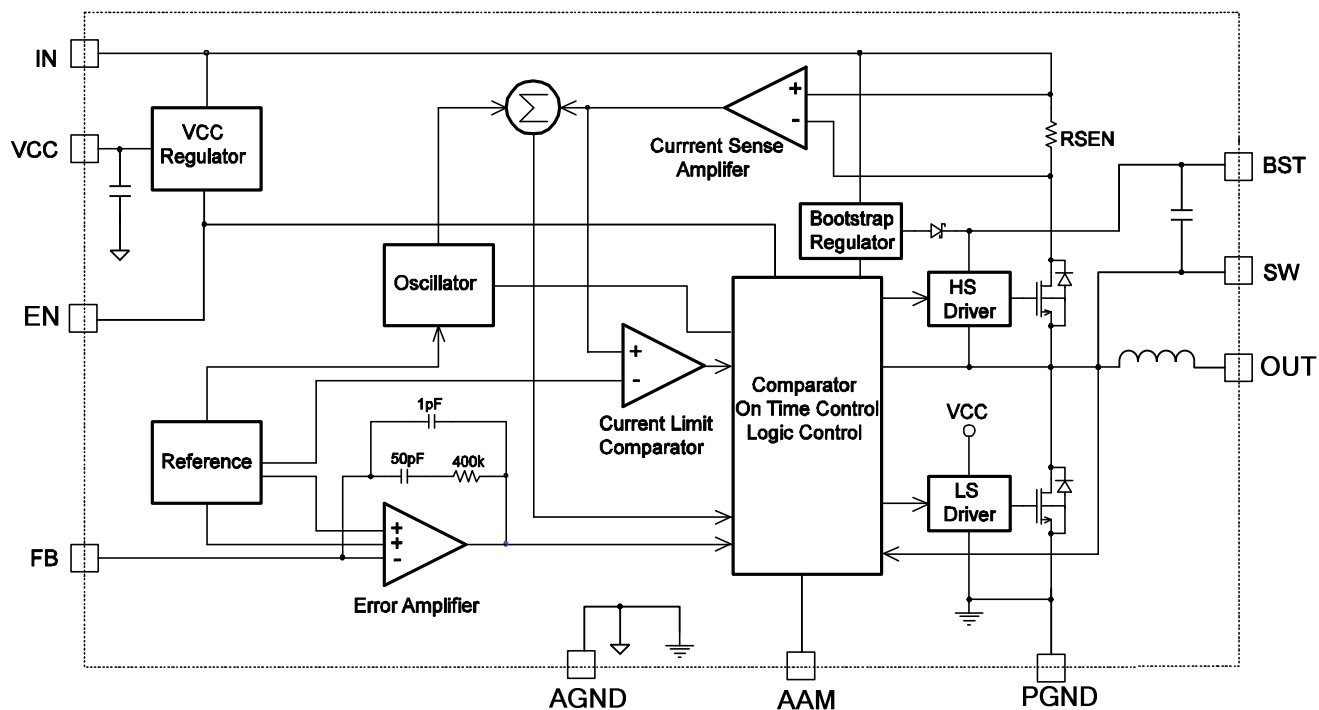 IN
VCC
Regulator
VCC
Σ
+
-
Currrent Sense
Amplifer
RSEN
BST
Bootstrap
Regulator
SW
EN
Oscillator
HS
Driver
+
-
Current Limit
Comparator
Comparator
On Time Control
Logic Control
OUT
VCC
1pF
50pF
400k
Reference
LS
Driver
+
+
-
FB
Error Amplifier
AGND
AAM
PGND